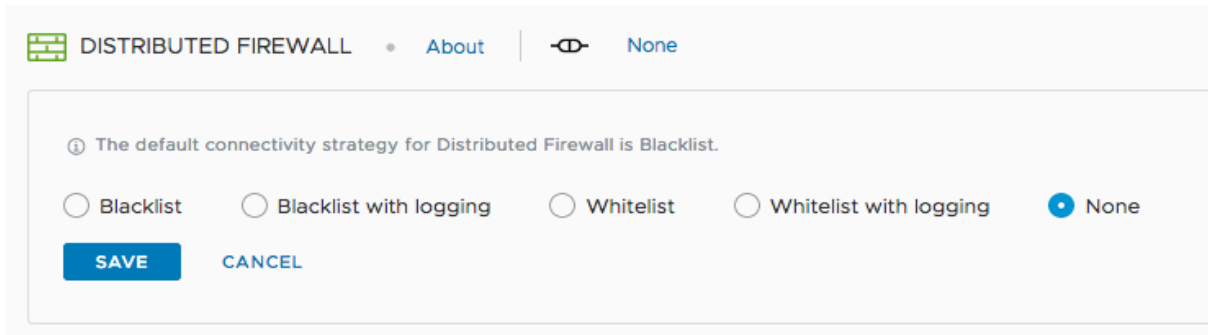 DISTRIBUTED FIREWALL • About None
The default connectivity strategy for Distributed Firewall is Blacklist.
Blacklist Blacklist with logging Whitelist Whitelist with logging None
SAVE CANCEL